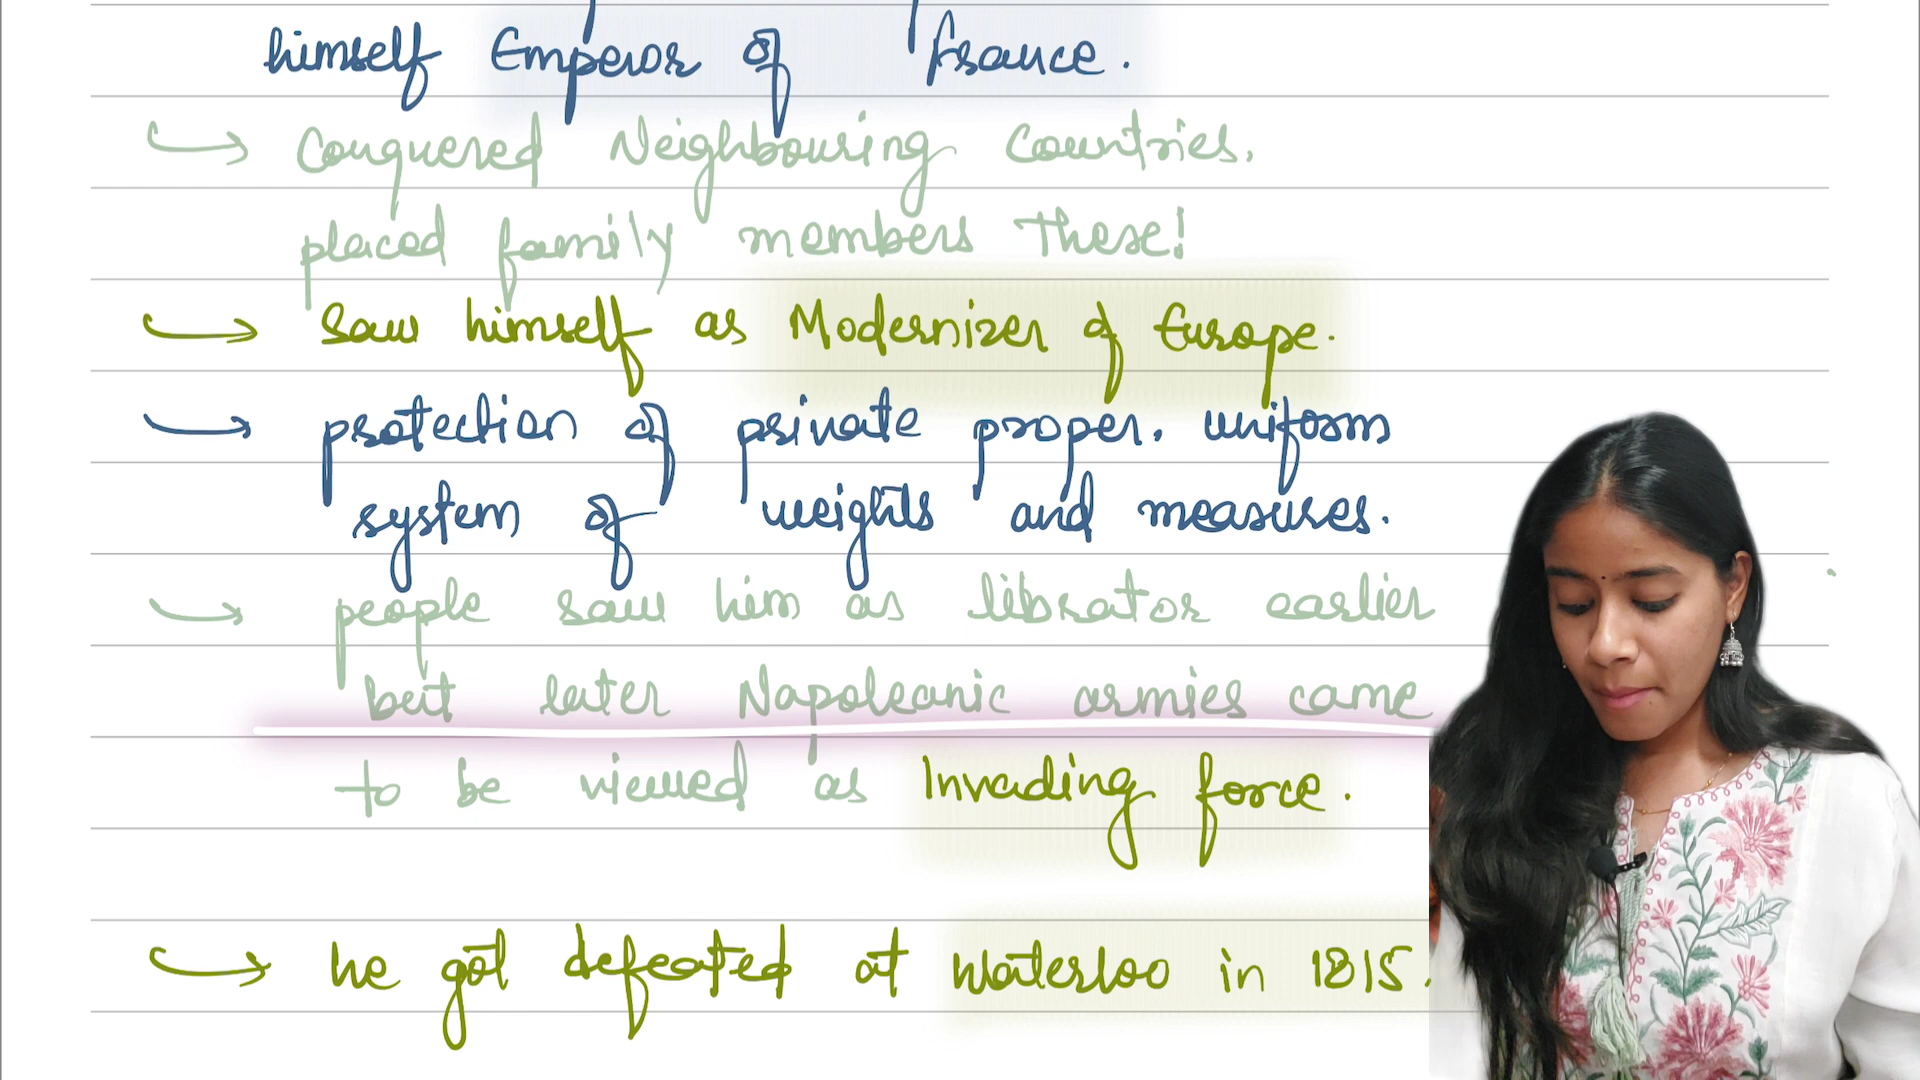 himself Emperor of france.
Conquered Neighbouring Countries.
placed family members There!
Saw himself as Modernizer of Europe.
protection of private proper. uniform
system of weights and measures.
people saw him as librator earlier
but later Napoleanic armies came
to be viewed as Invading force.
he got defeated at Waterloo in 1815.